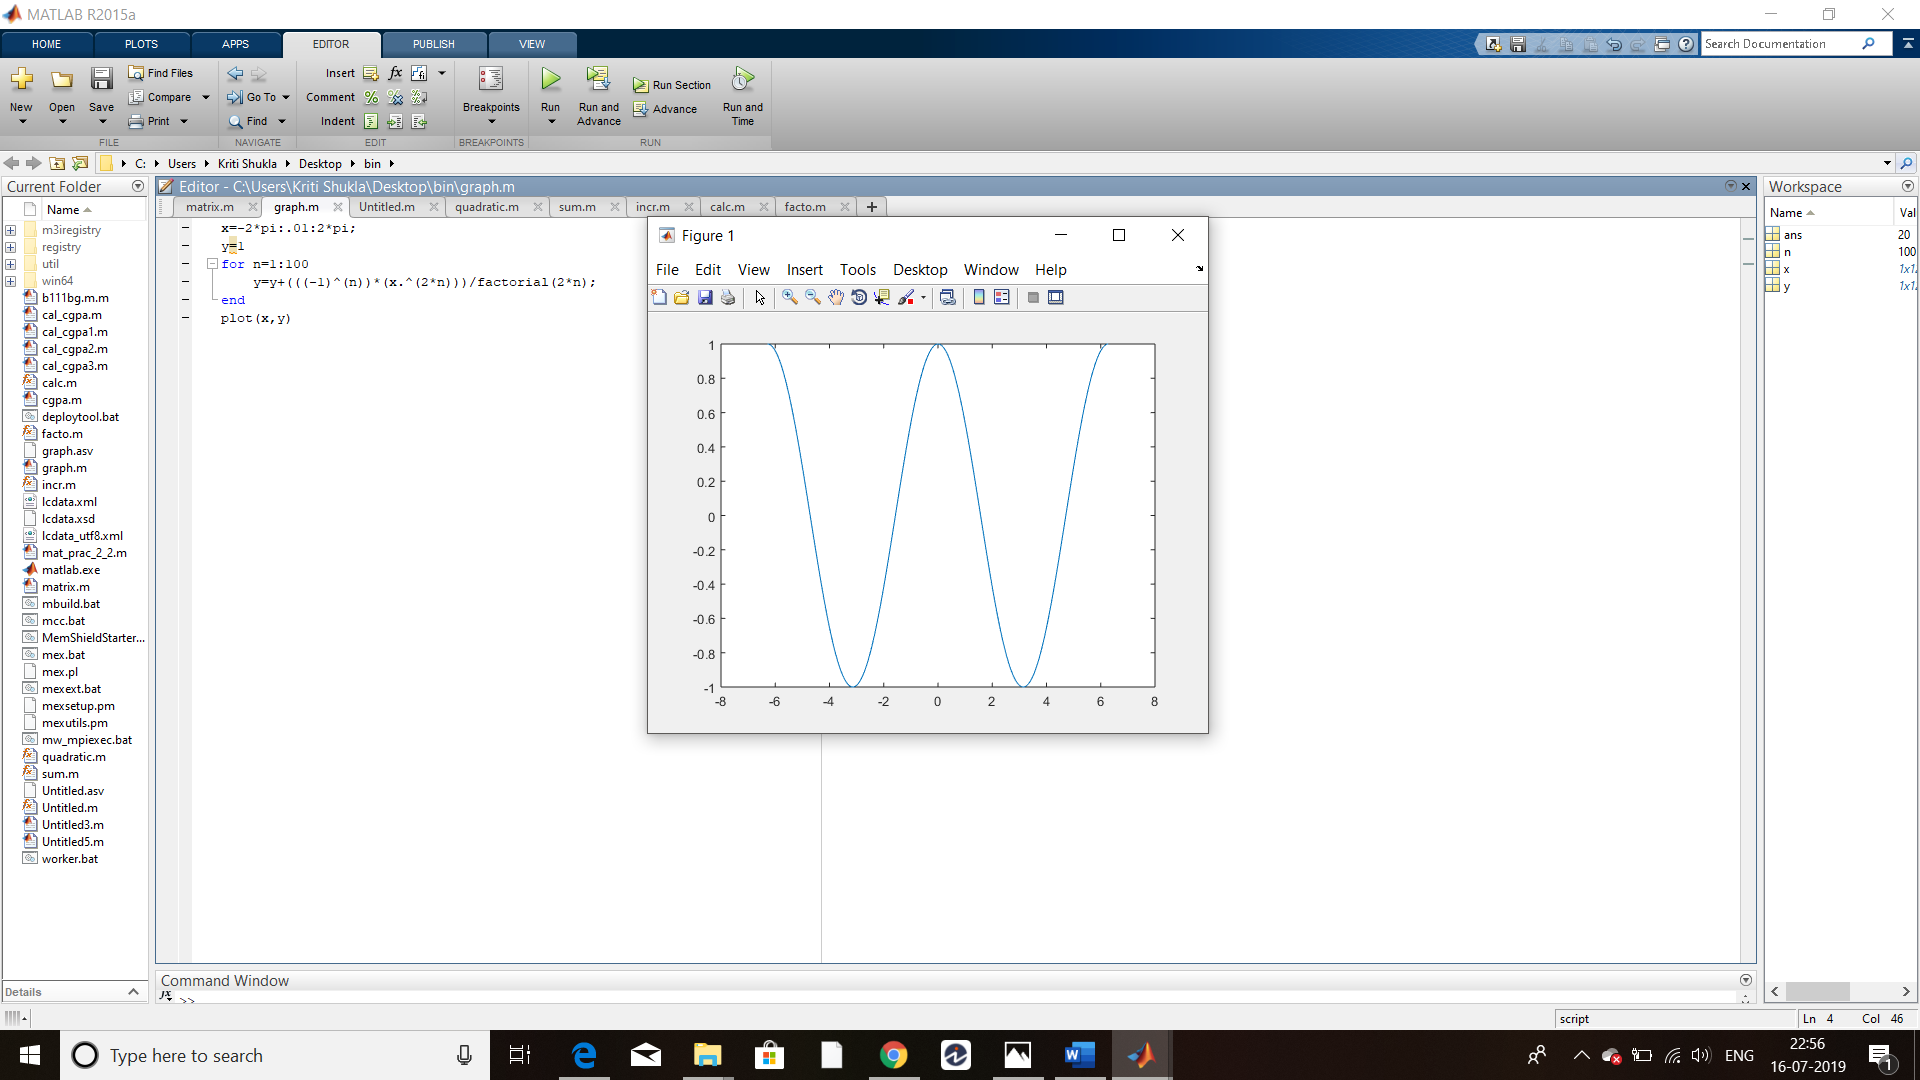 MATLAB R2015a
HOME PLOTS APPS EDITOR PUBLISH VIEW
Search Documentation
New Open Save Find Files Compare Print
FILE
Go To Find
NAVIGATE
Insert fx
Comment
Indent
EDIT
Breakpoints
BREAKPOINTS
Run Run and Advance Run Section Advance Run and Time
RUN
C: Users Kriti Shukla Desktop bin
Current Folder
Name
m3iregistry
registry
util
win64
b111bg.m.m
cal_cgpa.m
cal_cgpa1.m
cal_cgpa2.m
cal_cgpa3.m
calc.m
cgpa.m
deploytool.bat
facto.m
graph.asv
graph.m
incr.m
lcdata.xml
lcdata.xsd
lcdata_utf8.xml
mat_prac_2_2.m
matlab.exe
matrix.m
mbuild.bat
mcc.bat
MemShieldStarter...
mex.bat
mex.pl
mexext.bat
mexsetup.pm
mexutils.pm
mw_mpiexec.bat
quadratic.m
sum.m
Untitled.asv
Untitled.m
Untitled3.m
Untitled5.m
worker.bat
Details
Editor - C:\Users\Kriti Shukla\Desktop\bin\graph.m
matrix.m graph.m Untitled.m quadratic.m sum.m incr.m calc.m facto.m
x=-2*pi:.01:2*pi;
y=1
for n=1:100
y=y+(((-1)^(n))*(x.^(2*n)))/factorial(2*n);
end
plot(x,y)
Figure 1
File Edit View Insert Tools Desktop Window Help
1
0.8
0.6
0.4
0.2
0
-0.2
-0.4
-0.6
-0.8
-1
-8 -6 -4 -2 0 2 4 6 8
Workspace
Name Val
ans 20
n 100
x 1x1
y 1x1
Command Window
fx >>
script Ln 4 Col 46
Type here to search
ENG
22:56
16-07-2019
1